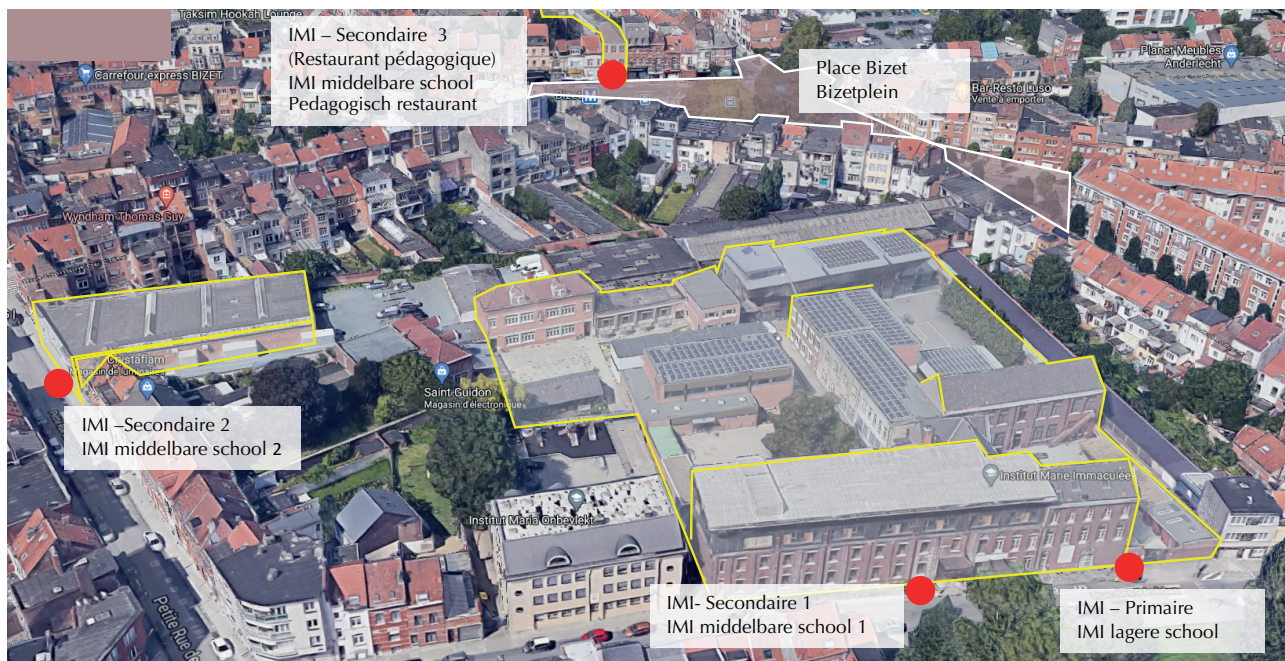 Taksim Hookah Lounge
IMI – Secondaire 3
(Restaurant pédagogique)
IMI middelbare school
Pedagogisch restaurant
Carrefour express BIZET
Place Bizet
Bizetplein
Planet Meubles
Anderlecht
Bar-Resto Luso
Vente à emporter
Wyndham Thomas Guy
Crystaflam
Magasin de luminaires
Saint Guidon
Magasin d'électronique
IMI –Secondaire 2
IMI middelbare school 2
Institut Marie Immaculée
Institut Maria Onbevlekt
Petite Rue de
IMI- Secondaire 1
IMI middelbare school 1
IMI – Primaire
IMI lagere school